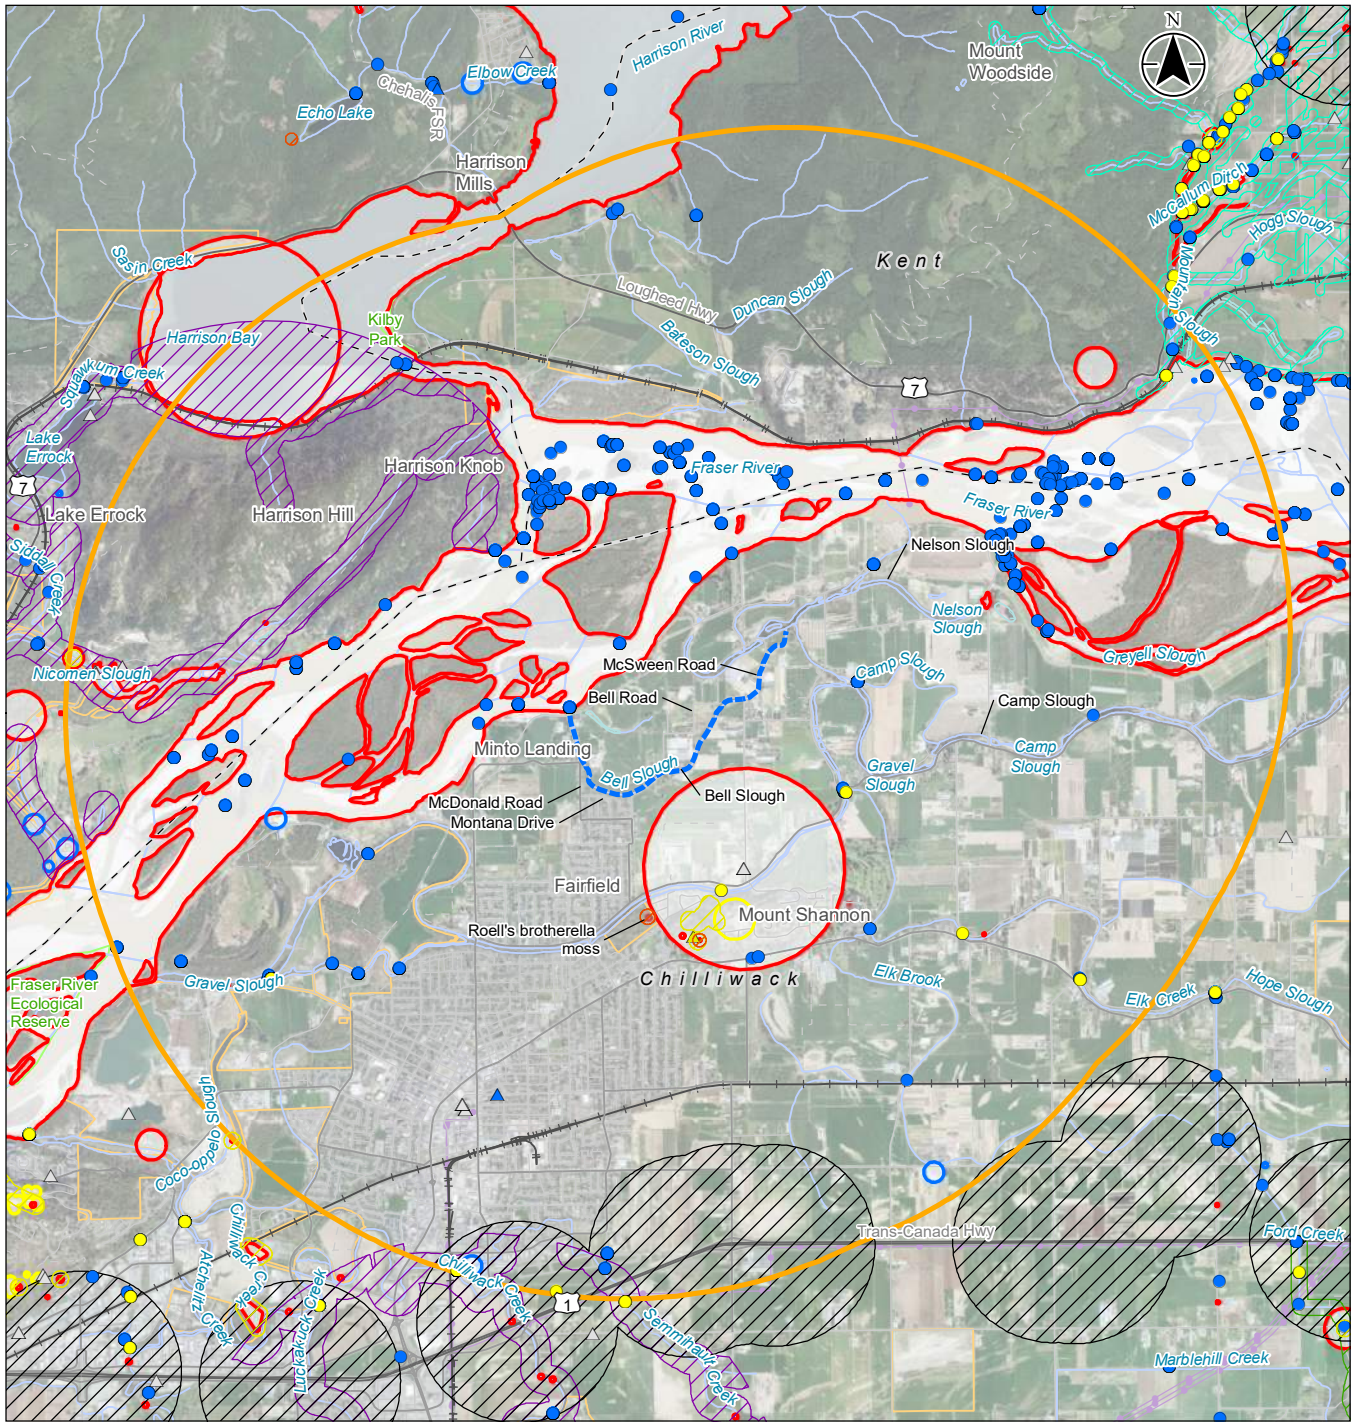 Harrison River
Mount
Woodside
N
Elbow Creek
Chehalis FSR
Echo Lake
Harrison
Mills
McCallum Ditch
Hogg Slough
Sasin Creek
Kent
Mountain Slough
Lougheed Hwy
Duncan Slough
Kilby
Park
Harrison Bay
Bateson Slough
Squawkum Creek
7
Lake
Errock
Harrison Knob
Fraser River
7
Lake Errock
Harrison Hill
Fraser River
Nelson Slough
Siddall Creek
Nelson
Slough
McSween Road
Camp Slough
Greyell Slough
Nicomen Slough
Bell Road
Camp Slough
Minto Landing
Camp
Slough
Bell Slough
Gravel
Slough
McDonald Road
Bell Slough
Montana Drive
Fairfield
Mount Shannon
Roell's brotherella
moss
Chilliwack
Elk Brook
Gravel Slough
Fraser River
Ecological
Reserve
Elk Creek
Hope Slough
Coco-oppelo Slough
Chilliwack Creek
Trans-Canada Hwy
Ford Creek
Atchelitz Creek
Luckakuck Creek
Chilliwack Creek
1
Semmihault Creek
Marblehill Creek